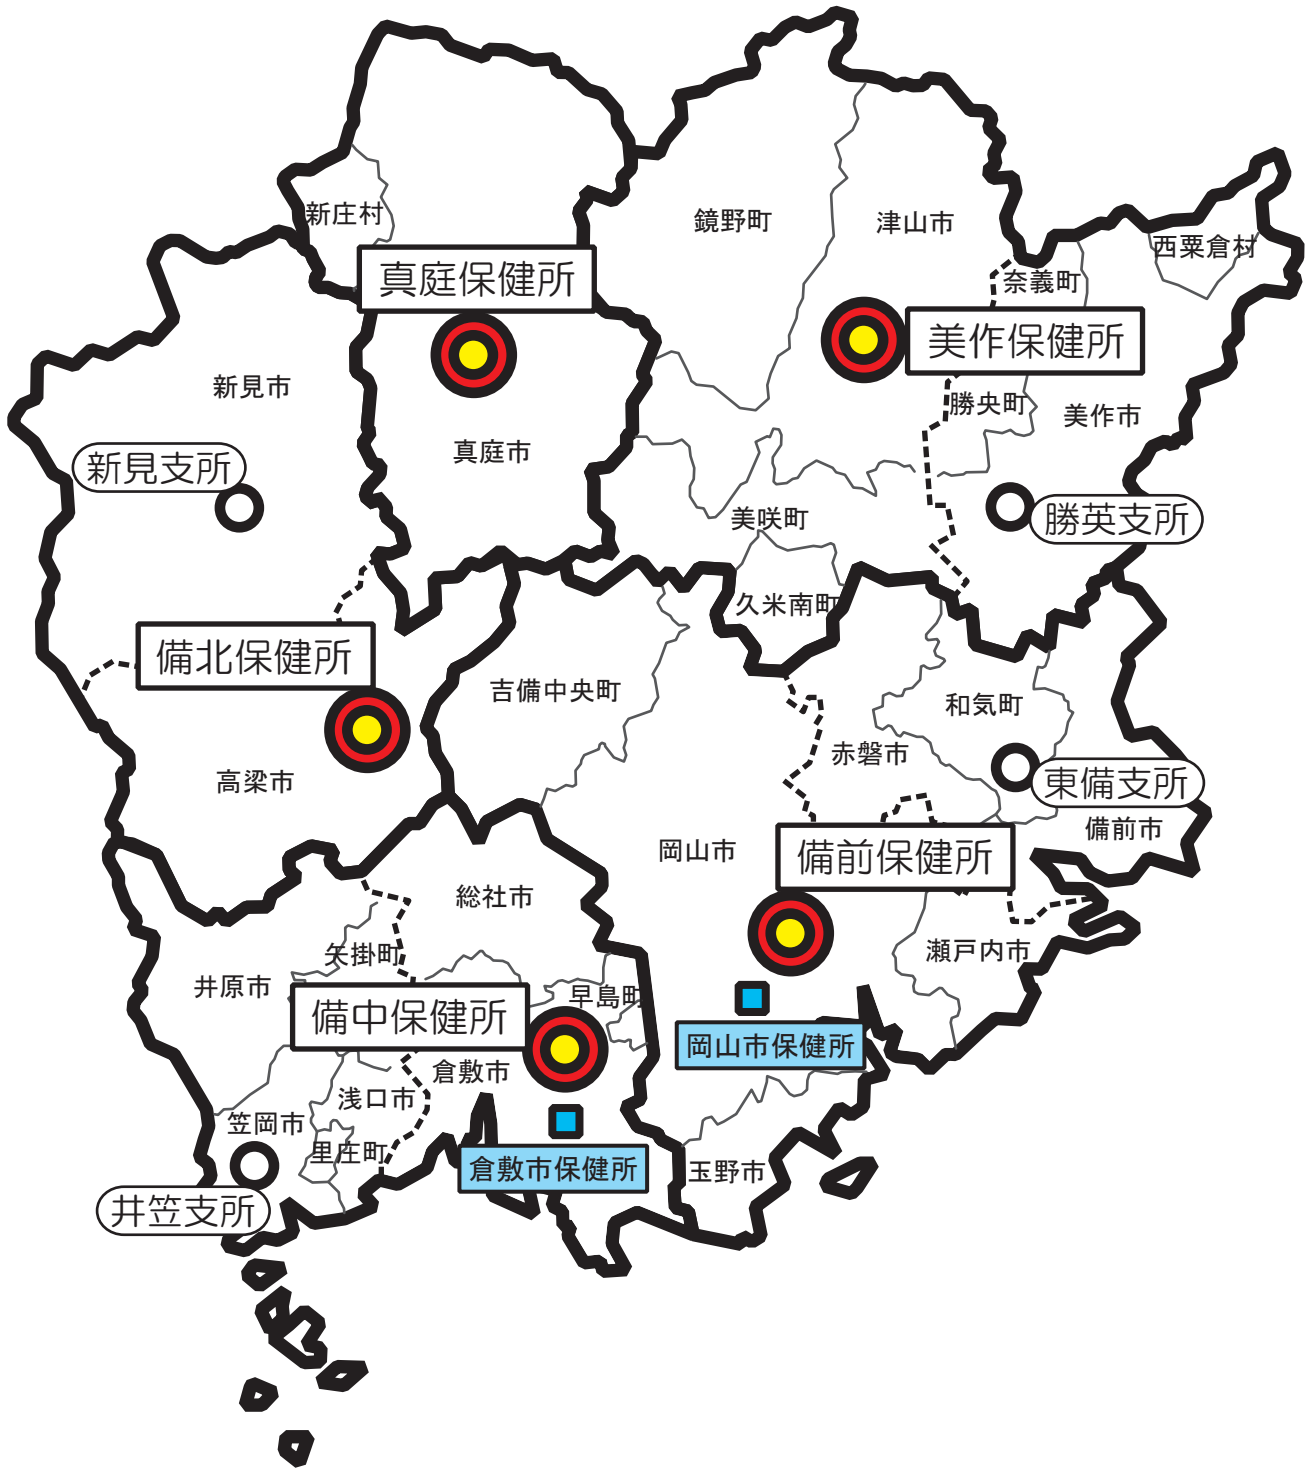 新庄村
鏡野町
津山市
西粟倉村
真庭保健所
奈義町
美作保健所
新見市
勝央町
美作市
真庭市
新見支所
美咲町
勝英支所
久米南町
備北保健所
吉備中央町
和気町
赤磐市
高梁市
東備支所
備前市
岡山市
備前保健所
総社市
矢掛町
瀬戸内市
井原市
早島町
備中保健所
岡山市保健所
倉敷市
浅口市
笠岡市
里庄町
倉敷市保健所
玉野市
井笠支所